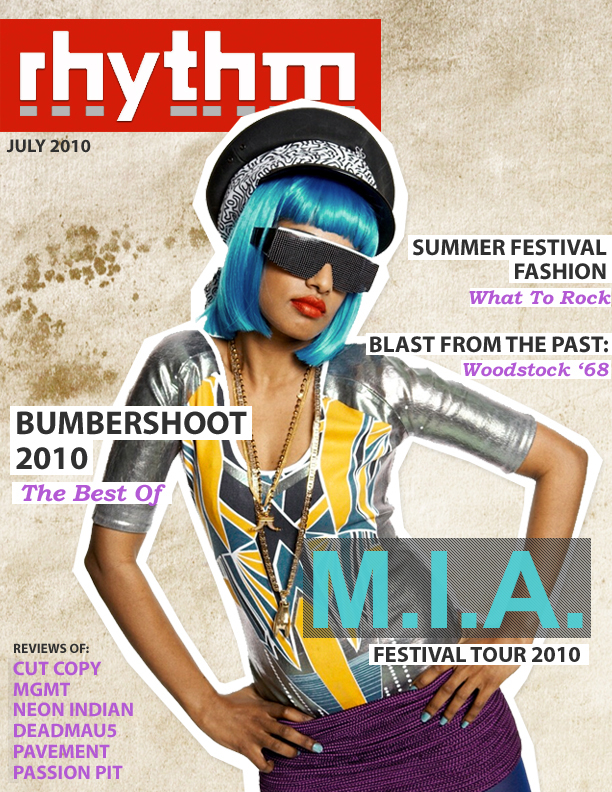 rhythm
JULY 2010
SUMMER FESTIVAL
FASHION
What To Rock
BLAST FROM THE PAST:
Woodstock ‘68
BUMBERSHOOT
2010
The Best Of
M.I.A.
FESTIVAL TOUR 2010
REVIEWS OF:
CUT COPY
MGMT
NEON INDIAN
DEADMAU5
PAVEMENT
PASSION PIT